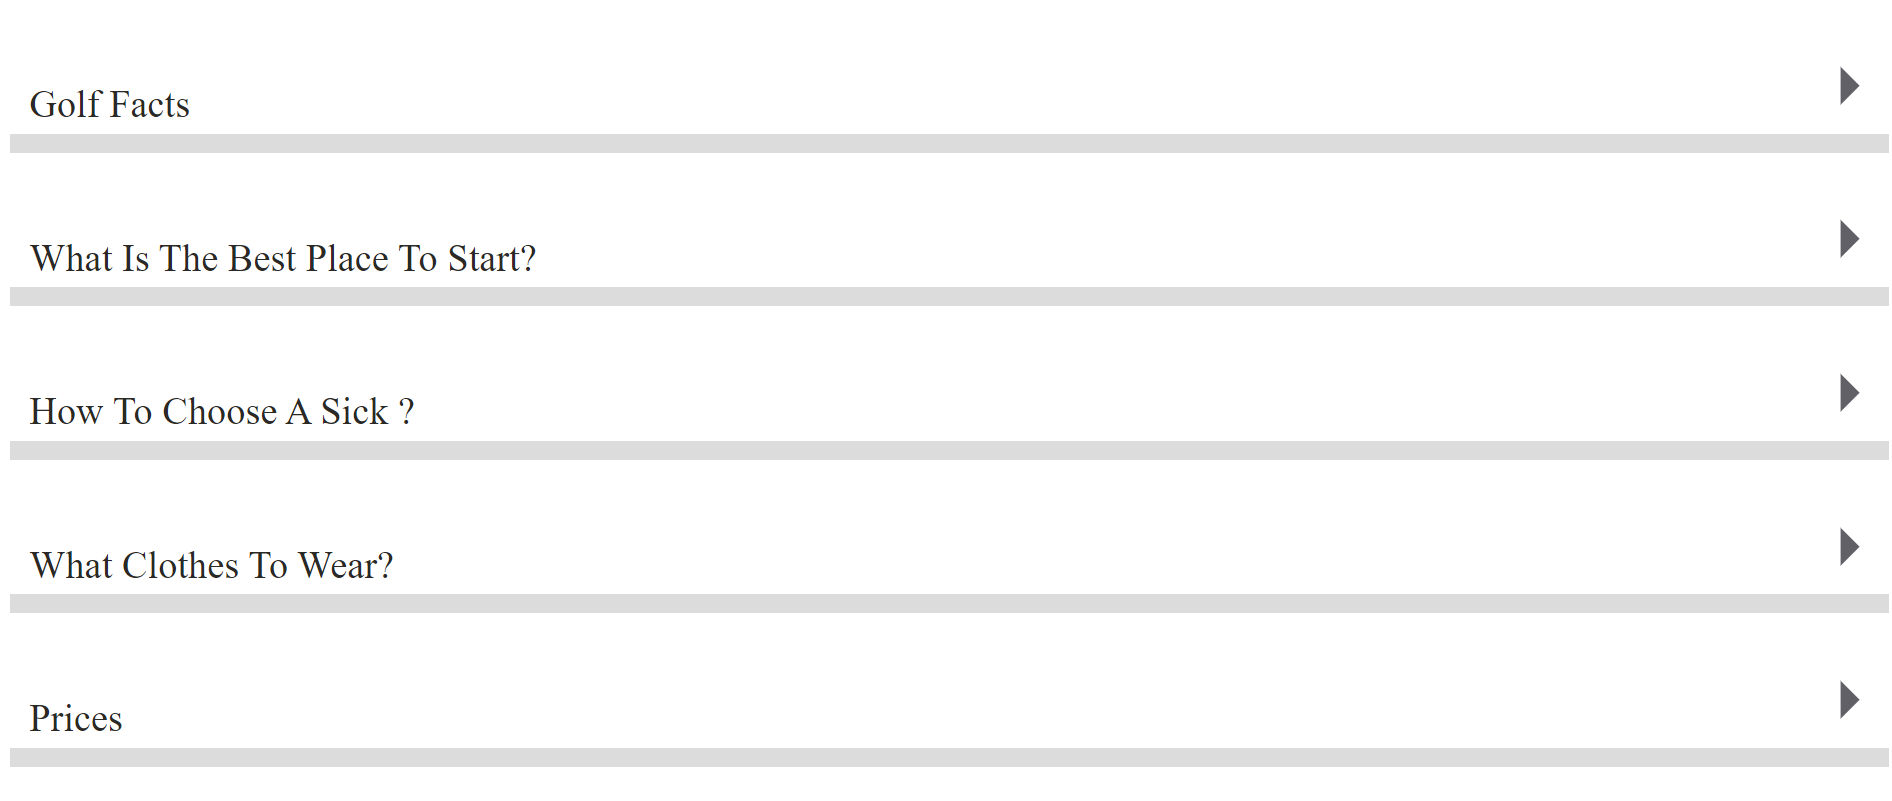 Golf Facts
What Is The Best Place To Start?
How To Choose A Sick ?
What Clothes To Wear?
Prices